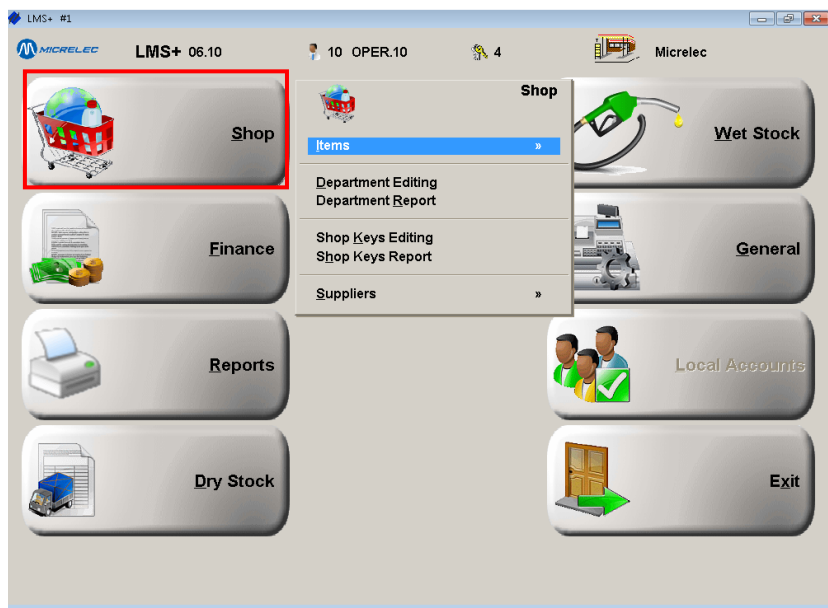 LMS+ #1
MICRELEC LMS+ 06.10 10 OPER.10 4 Micrelec
Shop
Shop
Items »
Department Editing
Department Report
Shop Keys Editing
Shop Keys Report
Suppliers »
Wet Stock
Finance
General
Reports
Local Accounts
Dry Stock
Exit